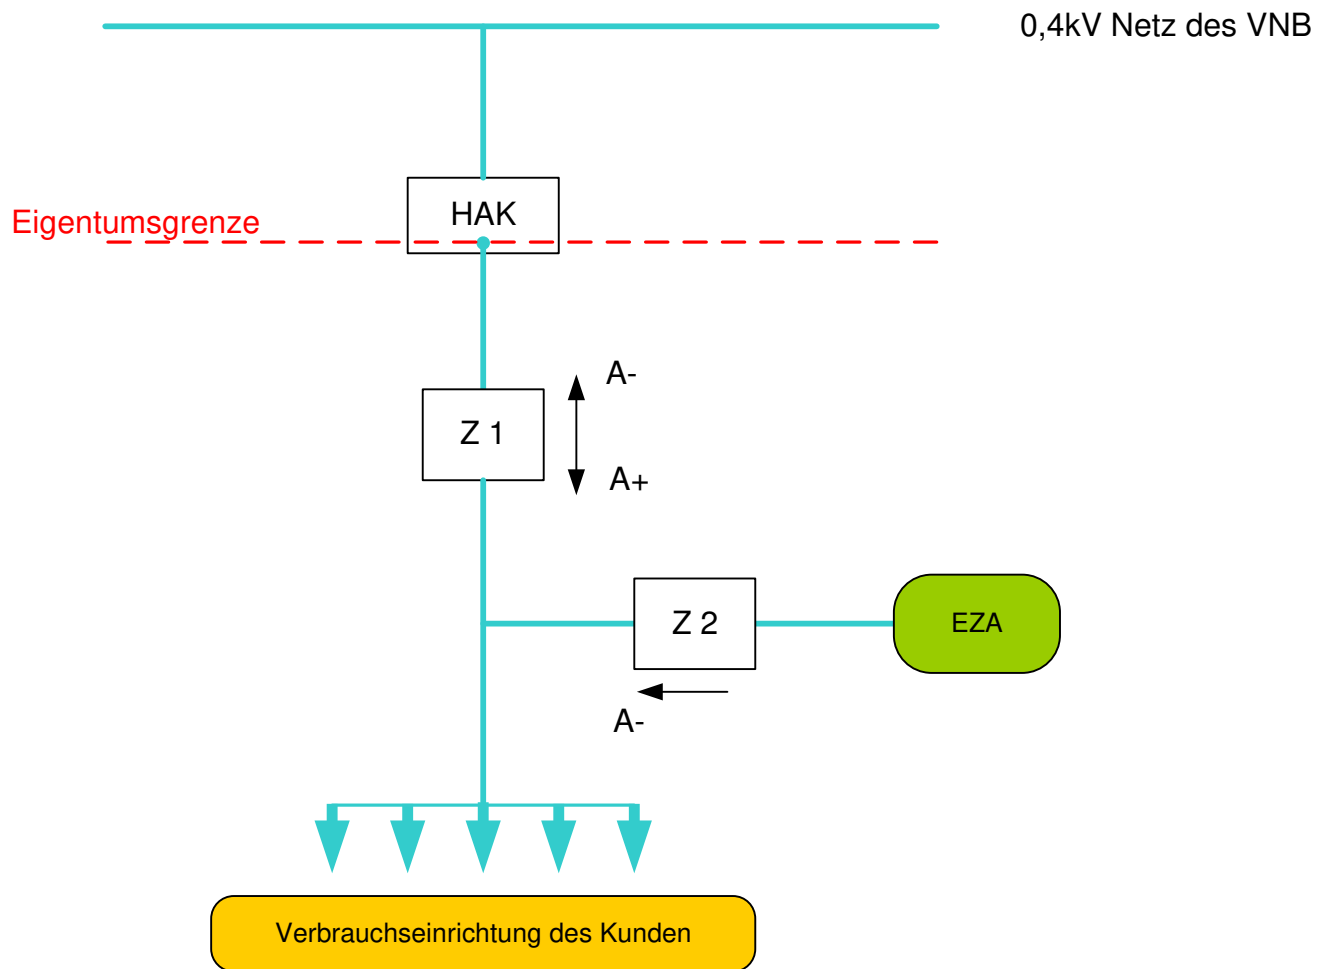 0,4kV Netz des VNB
Eigentumsgrenze
HAK
A-
Z 1
A+
Z 2
EZA
A-
Verbrauchseinrichtung des Kunden